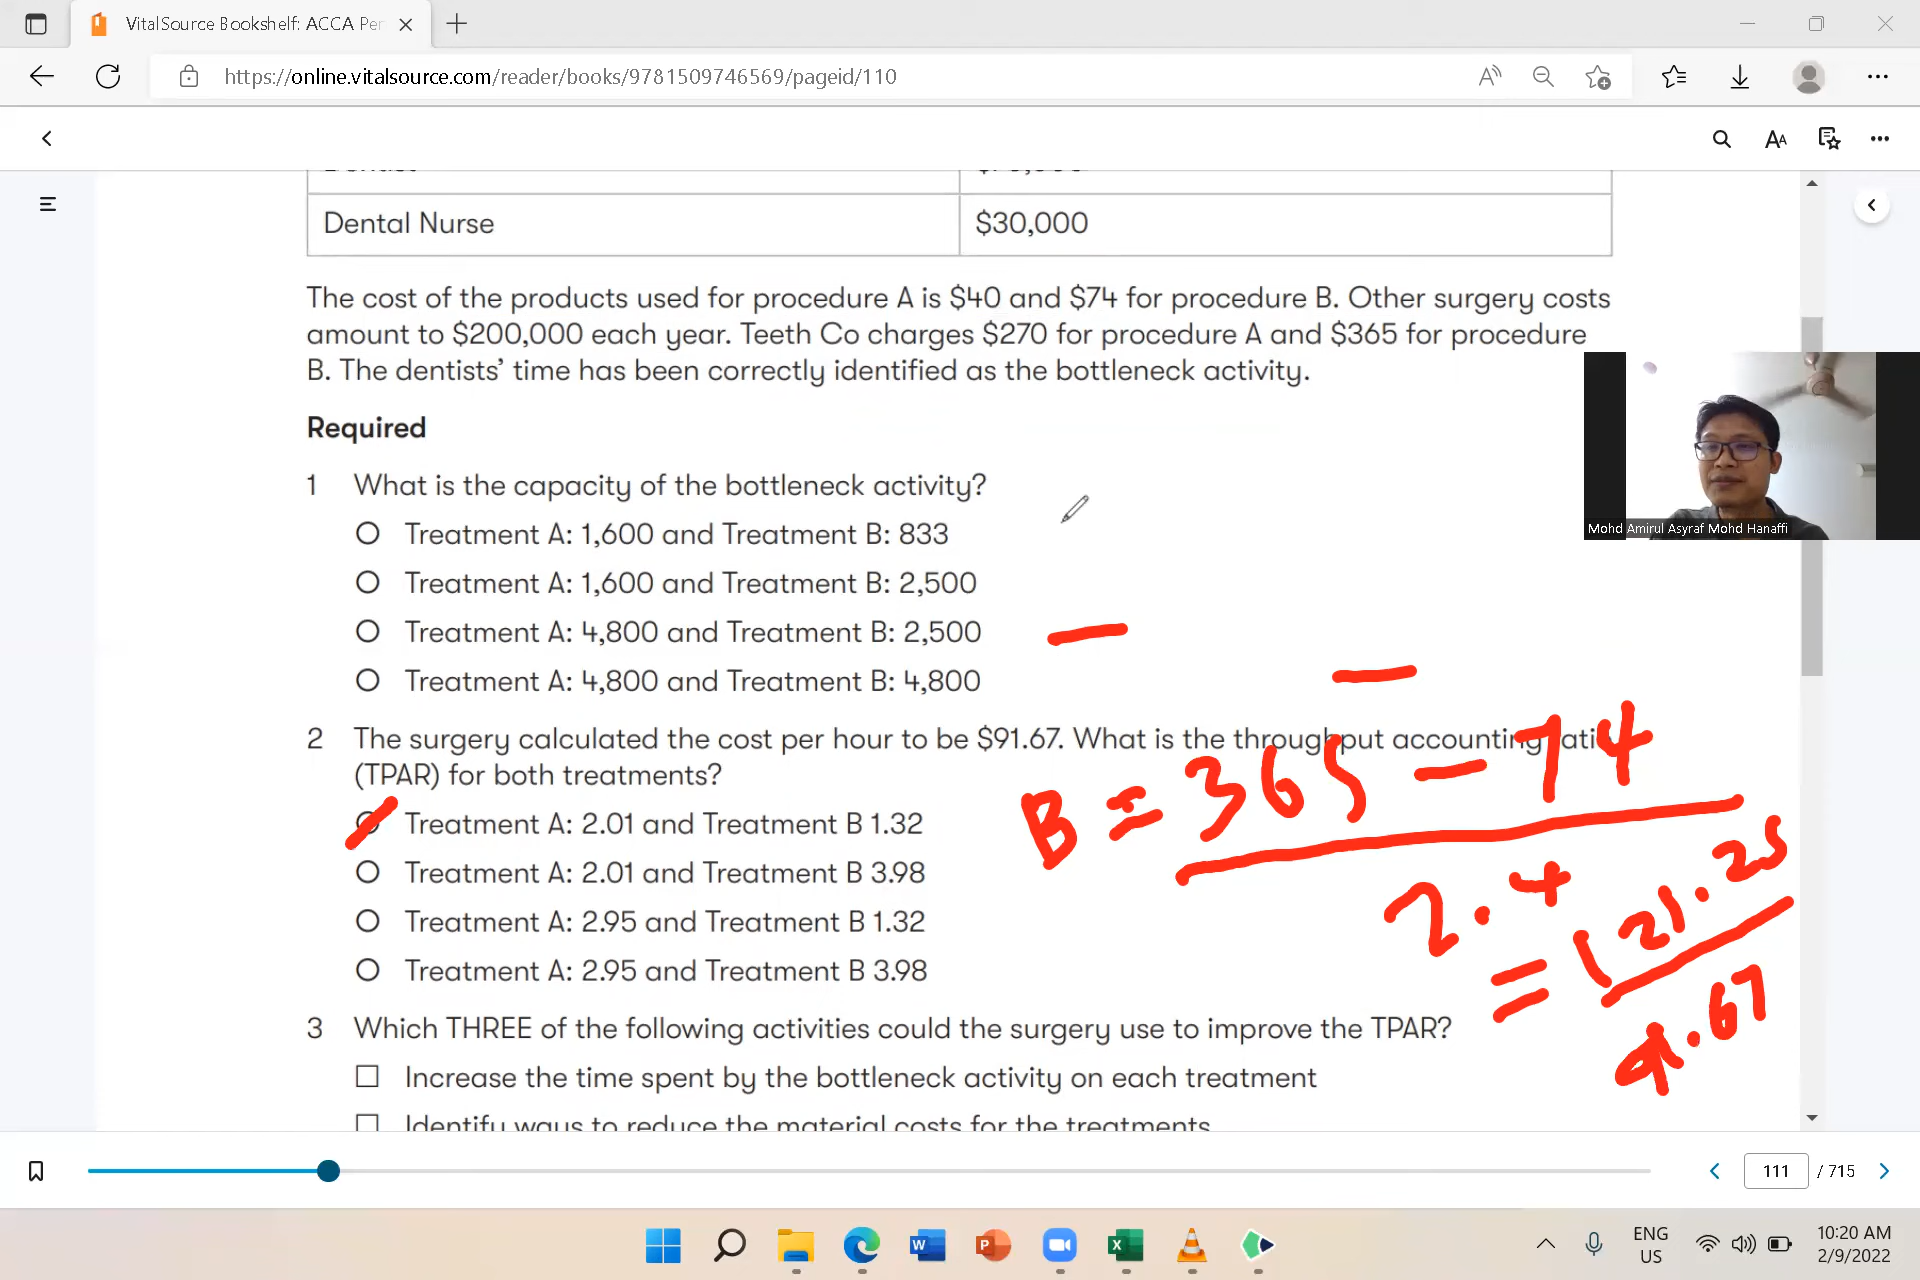 VitalSource Bookshelf: ACCA Per
https://online.vitalsource.com/reader/books/9781509746569/pageid/110
Dental Nurse $30,000
The cost of the products used for procedure A is $40 and $74 for procedure B. Other surgery costs
amount to $200,000 each year. Teeth Co charges $270 for procedure A and $365 for procedure
B. The dentists' time has been correctly identified as the bottleneck activity.
Mohd Amirul Asyraf Mohd Hanaffi
Required
1 What is the capacity of the bottleneck activity?
Treatment A: 1,600 and Treatment B: 833
Treatment A: 1,600 and Treatment B: 2,500
Treatment A: 4,800 and Treatment B: 2,500
Treatment A: 4,800 and Treatment B: 4,800
2 The surgery calculated the cost per hour to be $91.67. What is the throughput accounting
(TPAR) for both treatments?
Treatment A: 2.01 and Treatment B 1.32
Treatment A: 2.01 and Treatment B 3.98
Treatment A: 2.95 and Treatment B 1.32
Treatment A: 2.95 and Treatment B 3.98
B = 365 - 74
2.4
= 121.25
91.67
3 Which THREE of the following activities could the surgery use to improve the TPAR?
Increase the time spent by the bottleneck activity on each treatment
Identify ways to reduce the material costs for the treatments
111 / 715
ENG
US
10:20 AM
2/9/2022